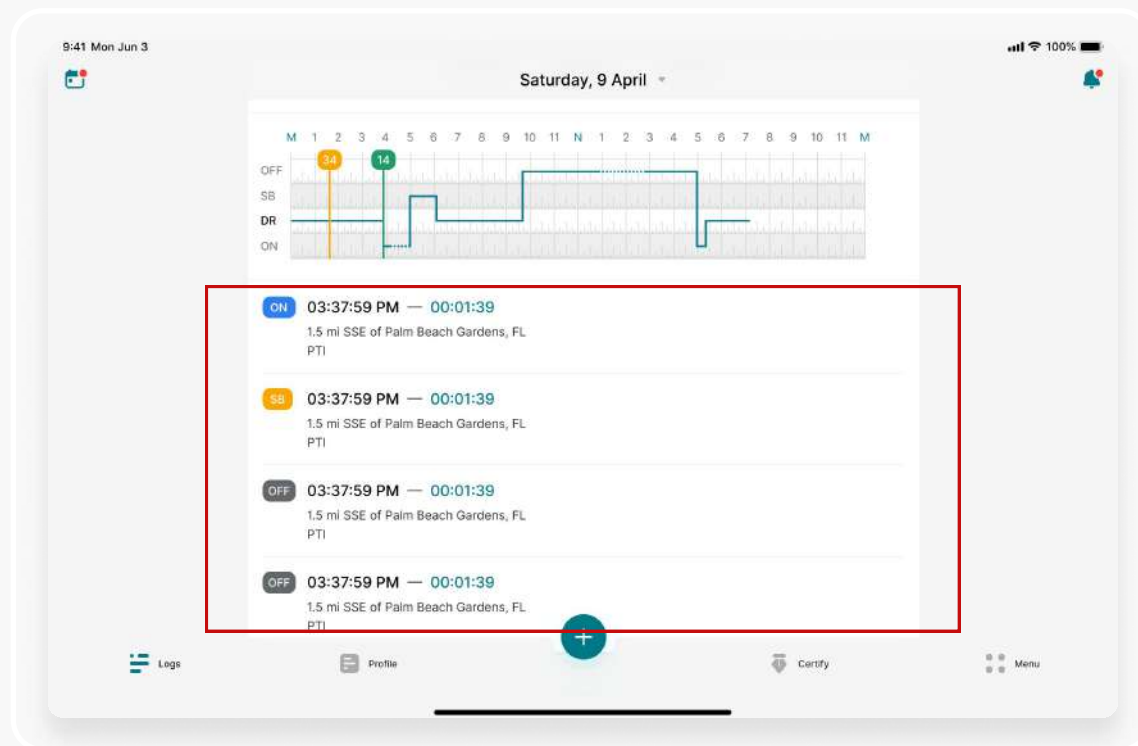 9:41 Mon Jun 3
100%
Saturday, 9 April
M 1 2 3 4 5 6 7 8 9 10 11 N 1 2 3 4 5 6 7 8 9 10 11 M
34 14
OFF
SB
DR
ON
ON 03:37:59 PM — 00:01:39
1.5 mi SSE of Palm Beach Gardens, FL
PTI
SB 03:37:59 PM — 00:01:39
1.5 mi SSE of Palm Beach Gardens, FL
PTI
OFF 03:37:59 PM — 00:01:39
1.5 mi SSE of Palm Beach Gardens, FL
PTI
OFF 03:37:59 PM — 00:01:39
1.5 mi SSE of Palm Beach Gardens, FL
PTI
+
Logs Profile Certify Menu